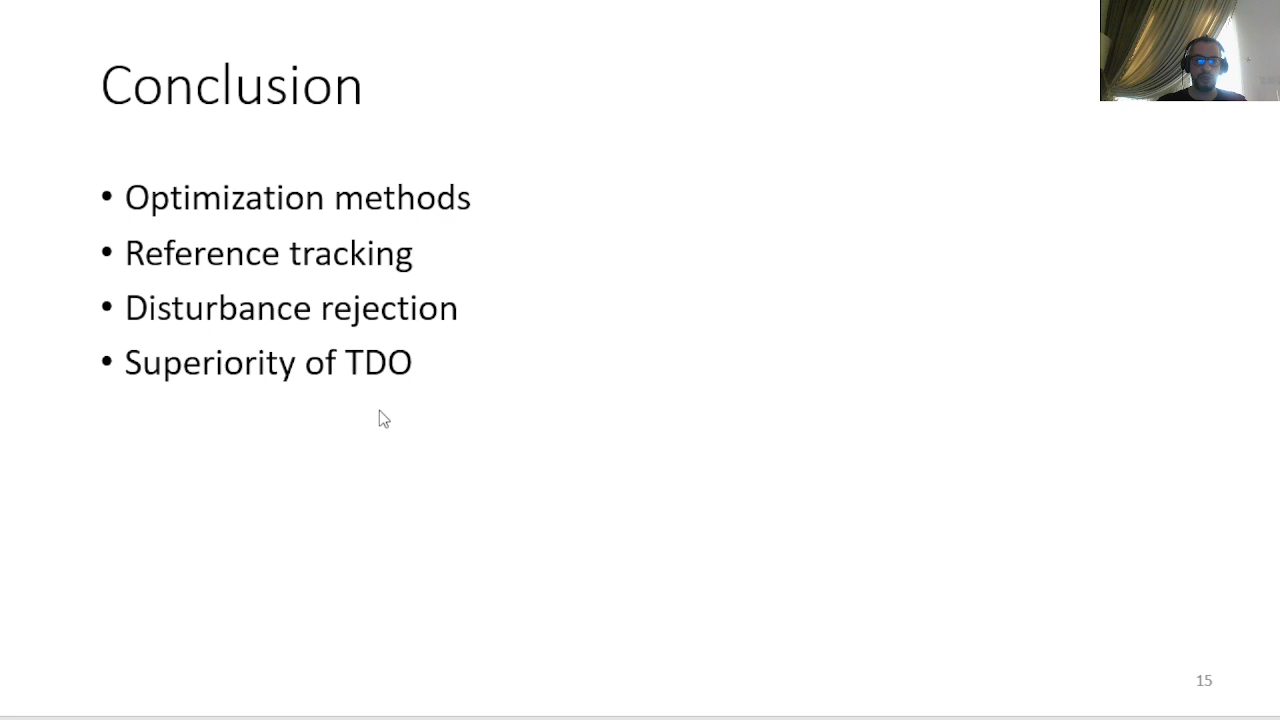 Conclusion
• Optimization methods
• Reference tracking
• Disturbance rejection
• Superiority of TDO
15